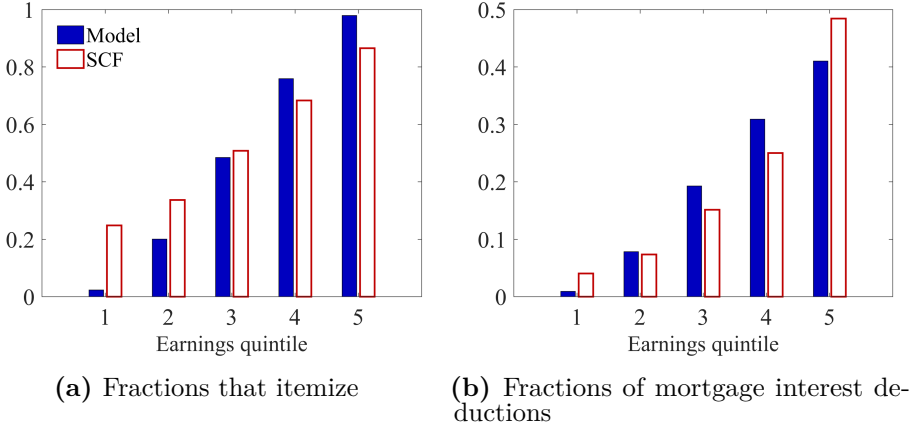 1
0.8
0.6
0.4
0.2
0
Model
SCF
1 2 3 4 5
Earnings quintile
(a) Fractions that itemize
0.5
0.4
0.3
0.2
0.1
0
1 2 3 4 5
Earnings quintile
(b) Fractions of mortgage interest de-
ductions